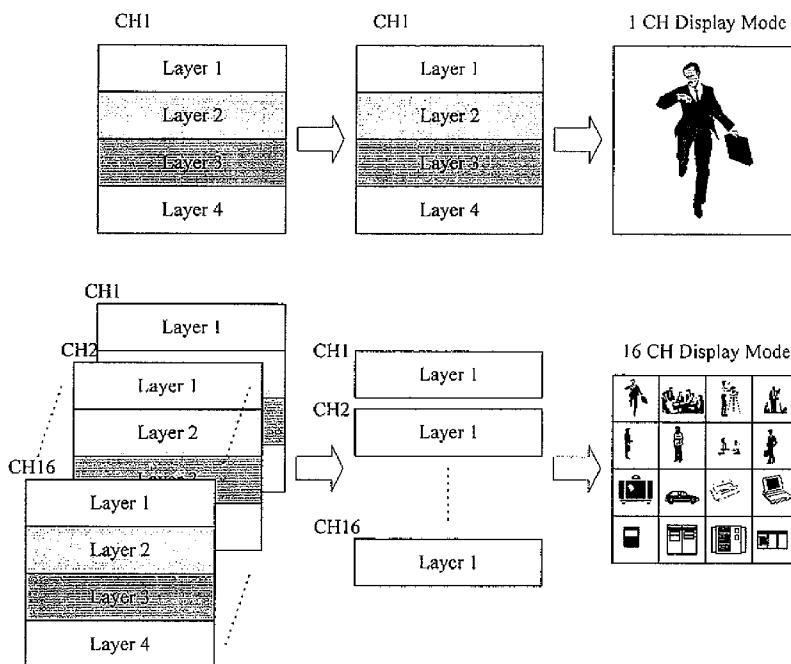 CH1
Layer 1
Layer 2
Layer 3
Layer 4
CH1
Layer 1
Layer 2
Layer 3
Layer 4
1 CH Display Mode
CH1
Layer 1
CH2
Layer 1
Layer 2
Layer 3
CH16
Layer 1
Layer 2
Layer 3
Layer 4
CH1
Layer 1
CH2
Layer 1
CH16
Layer 1
16 CH Display Mode